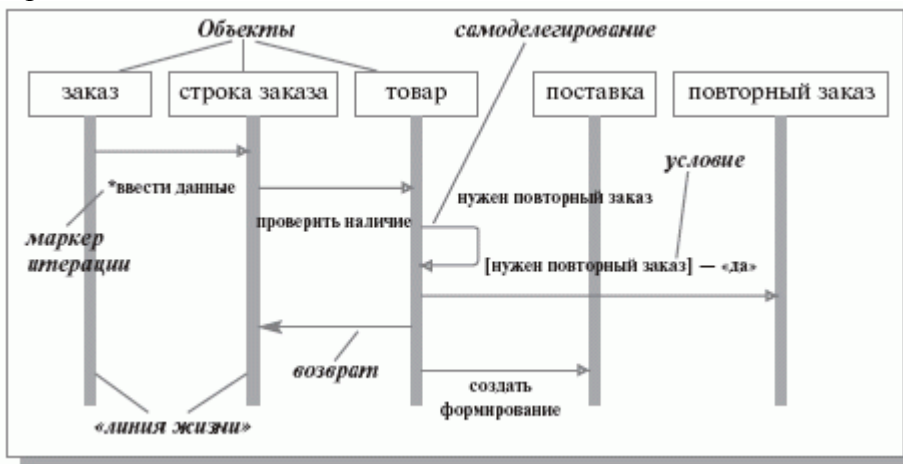 Объекты
самоделегирование
заказ
строка заказа
товар
поставка
повторный заказ
условие
*ввести данные
нужен повторный заказ
проверить наличие
маркер
итерации
[нужен повторный заказ] — «да»
возврат
создать
формирование
«линия жизни»